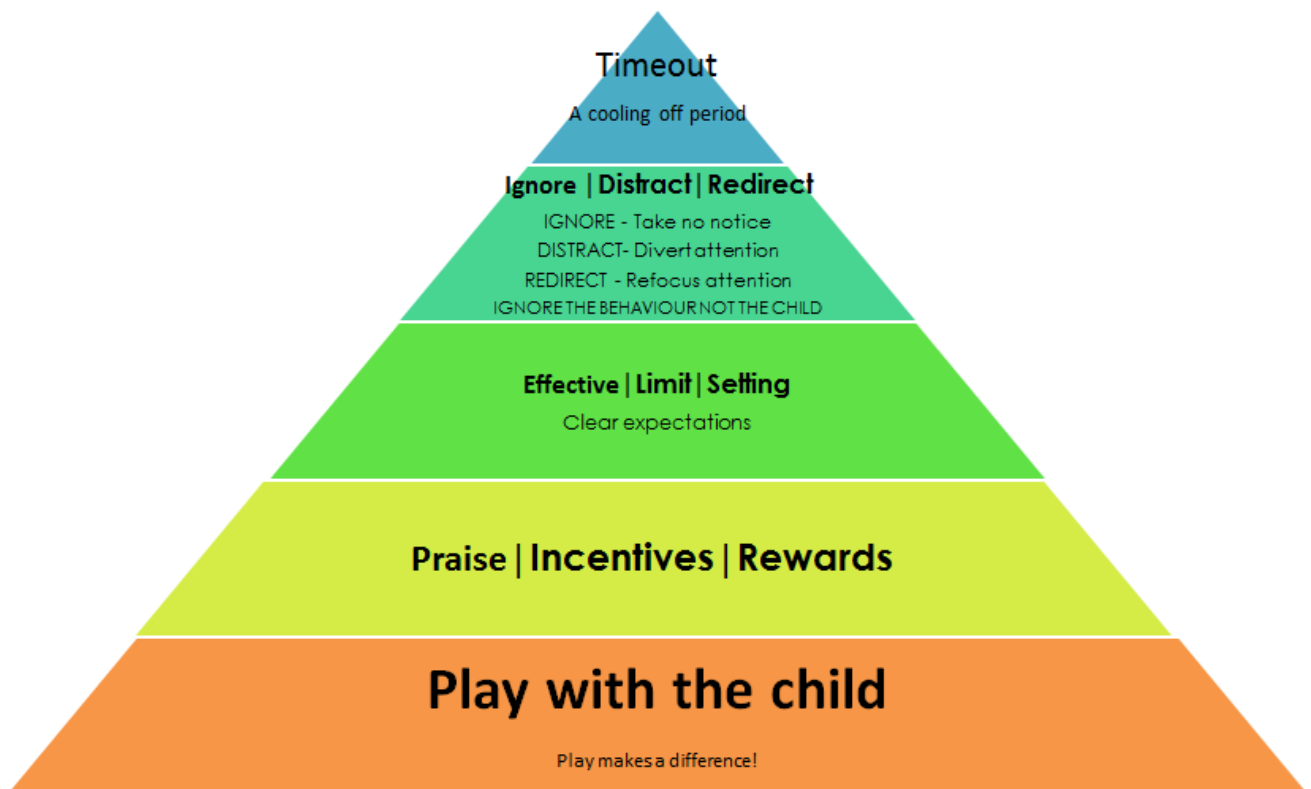 Timeout
A cooling off period
Ignore | Distract | Redirect
IGNORE - Take no notice
DISTRACT- Divert attention
REDIRECT - Refocus attention
IGNORE THE BEHAVIOUR NOT THE CHILD
Effective | Limit | Setting
Clear expectations
Praise | Incentives | Rewards
Play with the child
Play makes a difference!